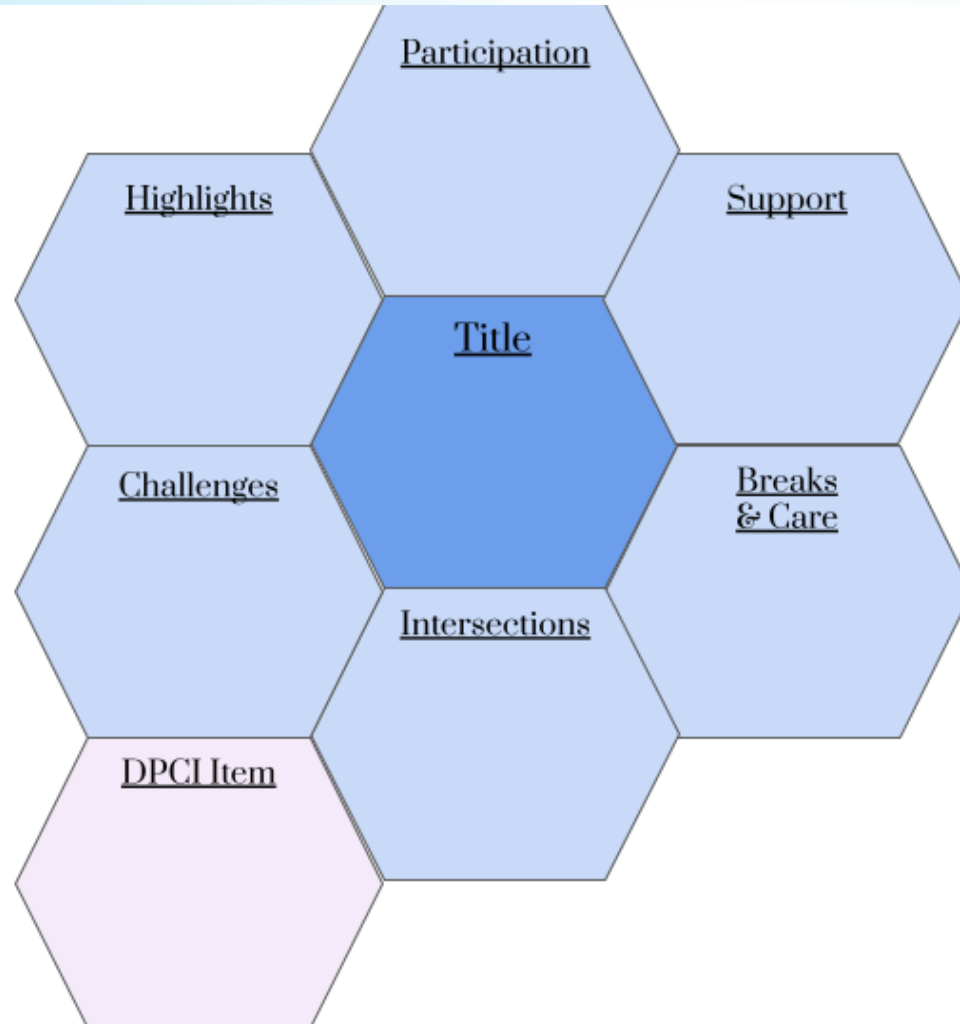 Participation
Highlights
Support
Title
Challenges
Breaks
& Care
Intersections
DPCI Item